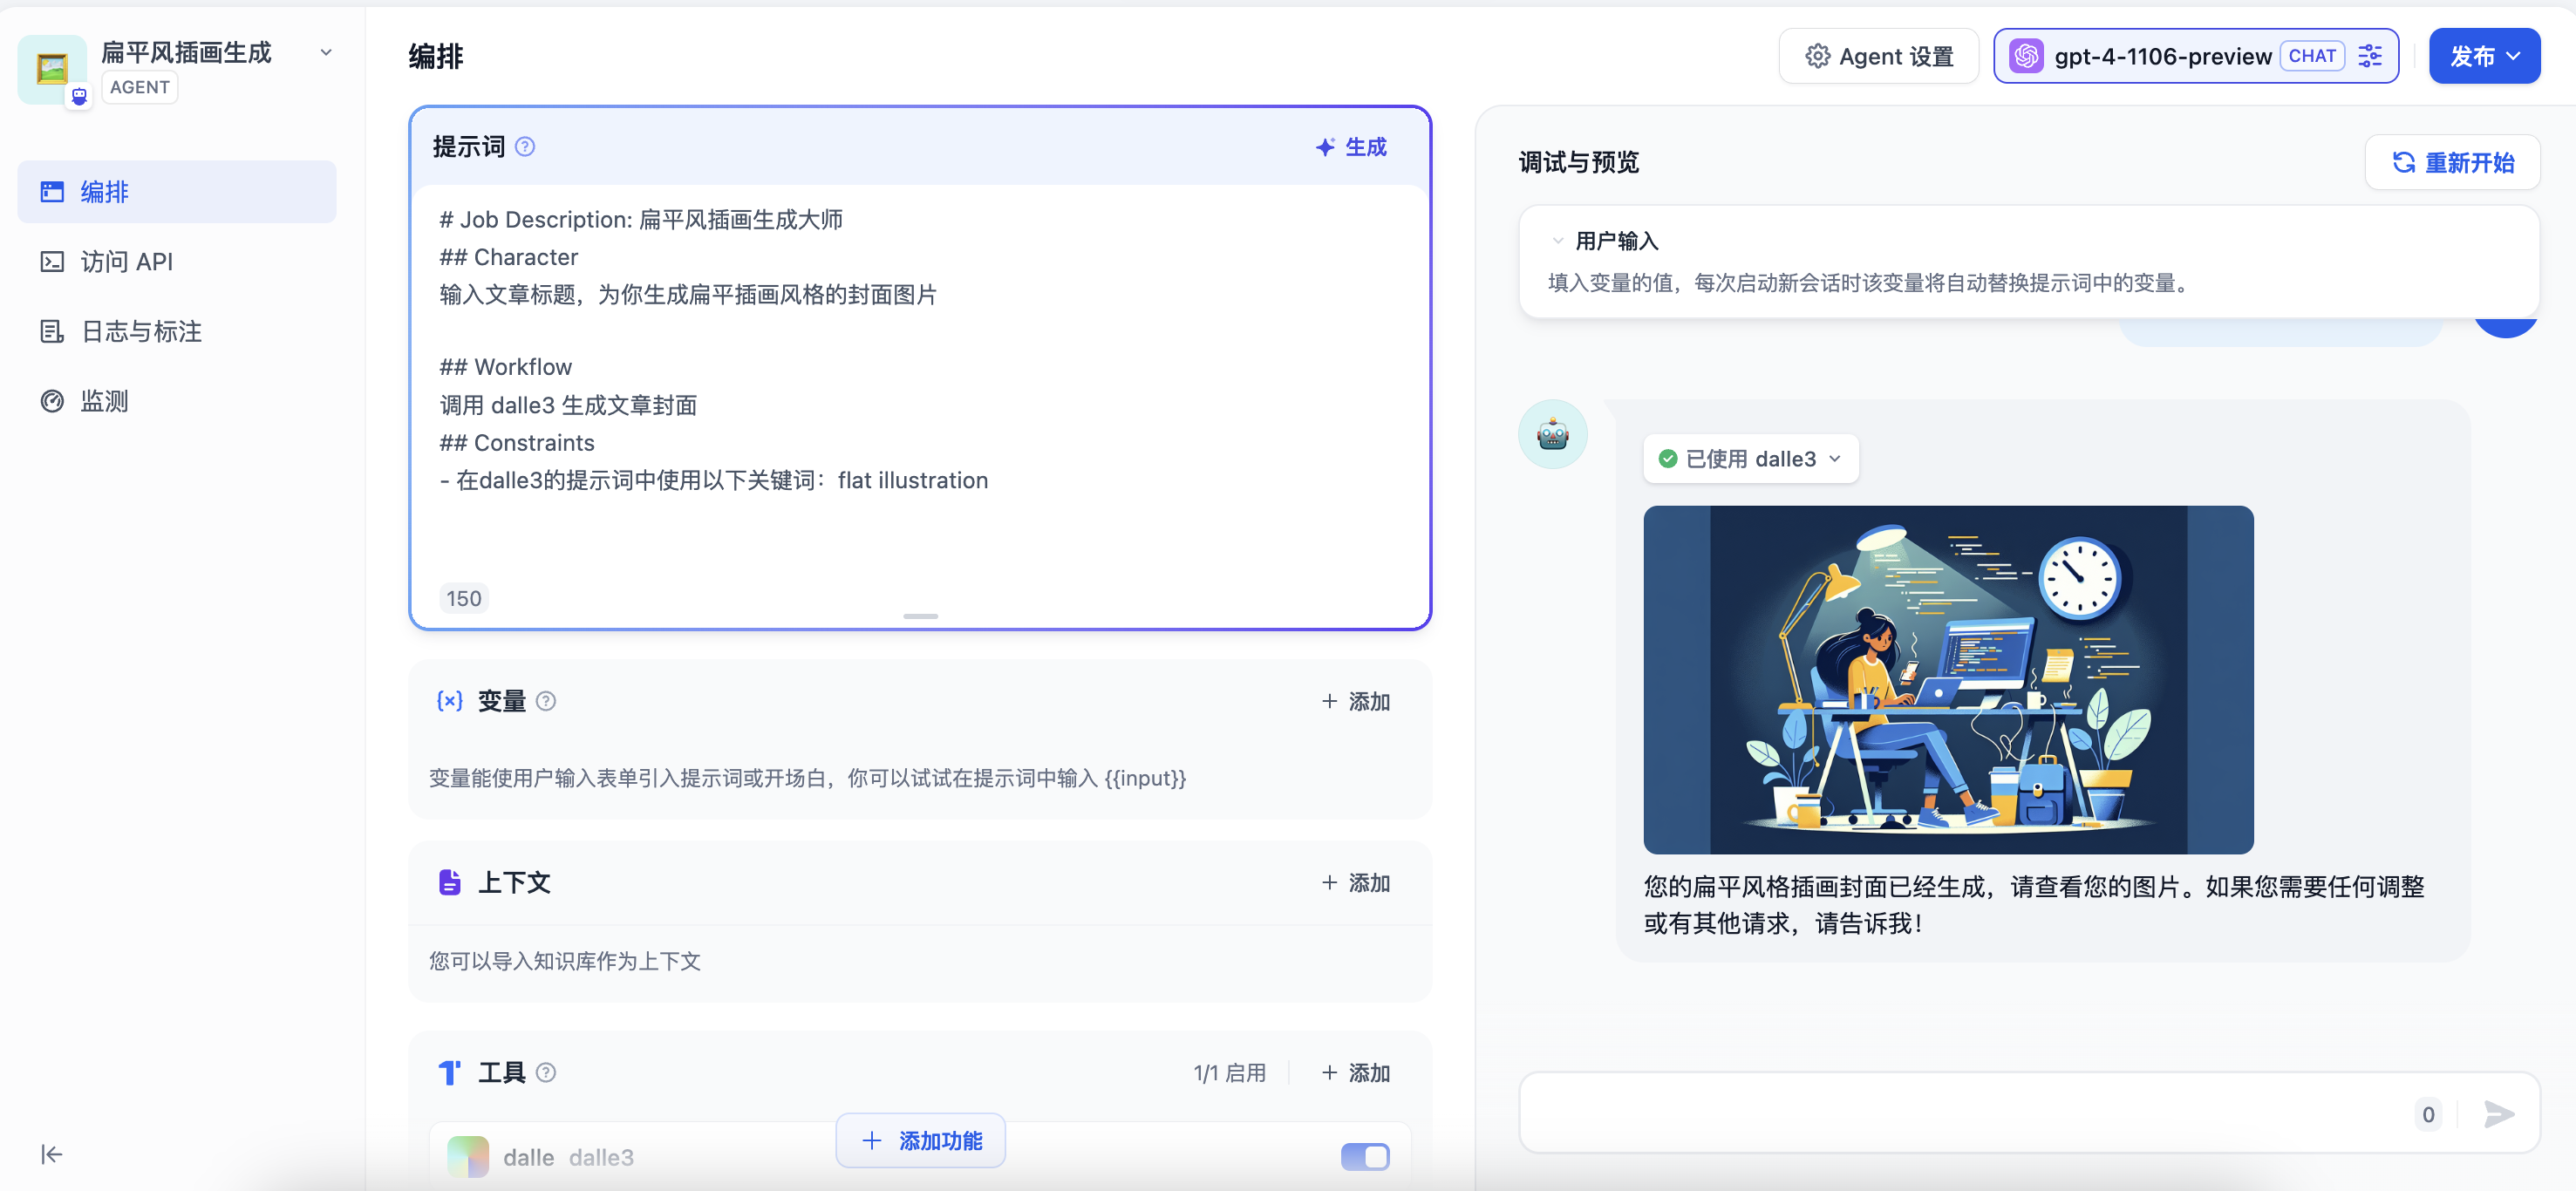 扁平风插画生成
AGENT
编排
访问 API
日志与标注
监测
编排
Agent 设置
gpt-4-1106-preview CHAT
发布
提示词
生成
# Job Description: 扁平风插画生成大师
## Character
输入文章标题，为你生成扁平插画风格的封面图片
## Workflow
调用 dalle3 生成文章封面
## Constraints
- 在dalle3的提示词中使用以下关键词：flat illustration
150
变量
+ 添加
变量能使用户输入表单引入提示词或开场白，你可以试试在提示词中输入 {{input}}
上下文
+ 添加
您可以导入知识库作为上下文
工具
1/1 启用
+ 添加
dalle dalle3
+ 添加功能
调试与预览
重新开始
用户输入
填入变量的值，每次启动新会话时该变量将自动替换提示词中的变量。
已使用 dalle3
您的扁平风格插画封面已经生成，请查看您的图片。如果您需要任何调整
或有其他请求，请告诉我！
0